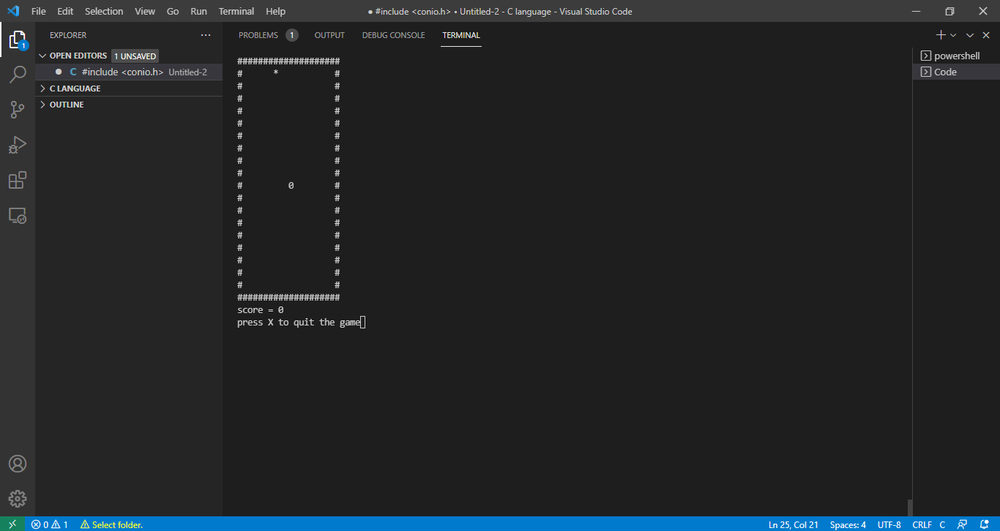 File Edit Selection View Go Run Terminal Help
● #include <conio.h> • Untitled-2 - C language - Visual Studio Code
EXPLORER
OPEN EDITORS 1 UNSAVED
● C #include <conio.h> Untitled-2
C LANGUAGE
OUTLINE
1
PROBLEMS 1 OUTPUT DEBUG CONSOLE TERMINAL
####################
#      *           #
#                  #
#                  #
#                  #
#                  #
#                  #
#                  #
#                  #
#                  #
#         0        #
#                  #
#                  #
#                  #
#                  #
#                  #
#                  #
#                  #
#                  #
####################
score = 0
press X to quit the game
powershell
Code
0 1 Select folder.
Ln 25, Col 21 Spaces: 4 UTF-8 CRLF C